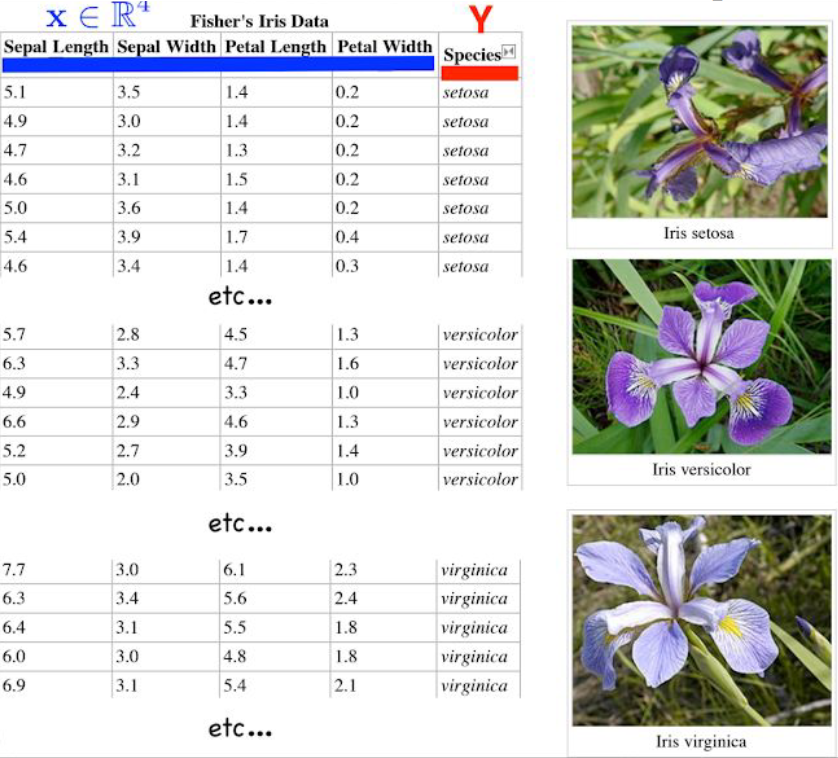 x ∈ ℝ⁴
Y
Fisher's Iris Data
Sepal Length Sepal Width Petal Length Petal Width Species
5.1 3.5 1.4 0.2 setosa
4.9 3.0 1.4 0.2 setosa
4.7 3.2 1.3 0.2 setosa
4.6 3.1 1.5 0.2 setosa
5.0 3.6 1.4 0.2 setosa
5.4 3.9 1.7 0.4 setosa
4.6 3.4 1.4 0.3 setosa
etc...
5.7 2.8 4.5 1.3 versicolor
6.3 3.3 4.7 1.6 versicolor
4.9 2.4 3.3 1.0 versicolor
6.6 2.9 4.6 1.3 versicolor
5.2 2.7 3.9 1.4 versicolor
5.0 2.0 3.5 1.0 versicolor
etc...
7.7 3.0 6.1 2.3 virginica
6.3 3.4 5.6 2.4 virginica
6.4 3.1 5.5 1.8 virginica
6.0 3.0 4.8 1.8 virginica
6.9 3.1 5.4 2.1 virginica
etc...
Iris setosa
Iris versicolor
Iris virginica